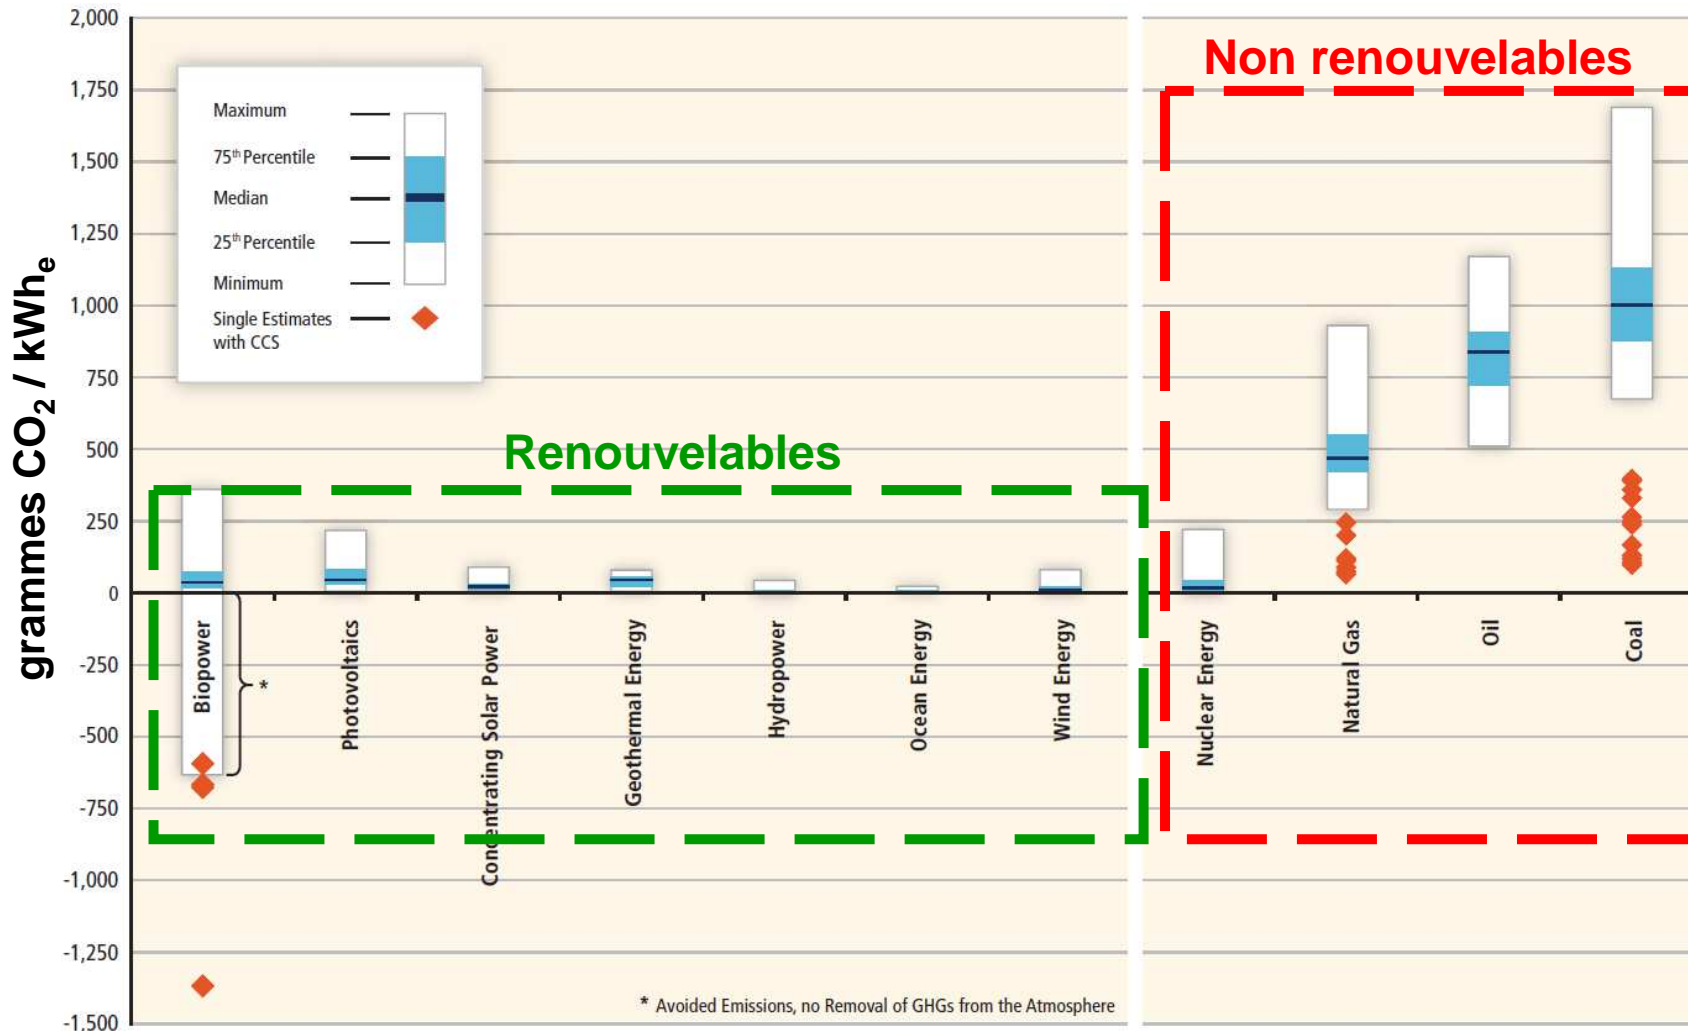 2,000
1,750
1,500
1,250
1,000
750
500
250
0
-250
-500
-750
-1,000
-1,250
-1,500
grammes CO₂ / kWhₑ
Maximum
75th Percentile
Median
25th Percentile
Minimum
Single Estimates
with CCS
Non renouvelables
Renouvelables
Biopower
*
Photovoltaics
Concentrating Solar Power
Geothermal Energy
Hydropower
Ocean Energy
Wind Energy
Nuclear Energy
Natural Gas
Oil
Coal
* Avoided Emissions, no Removal of GHGs from the Atmosphere